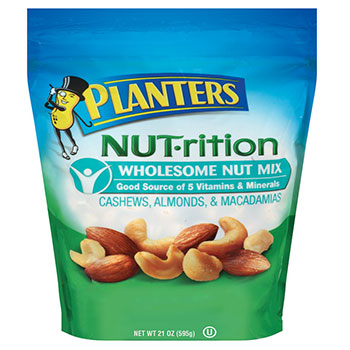 PLANTERS
NUT•rition
WHOLESOME NUT MIX
Good Source of 5 Vitamins & Minerals
CASHEWS, ALMONDS, & MACADAMIAS
NET WT 21 OZ (595g)
U